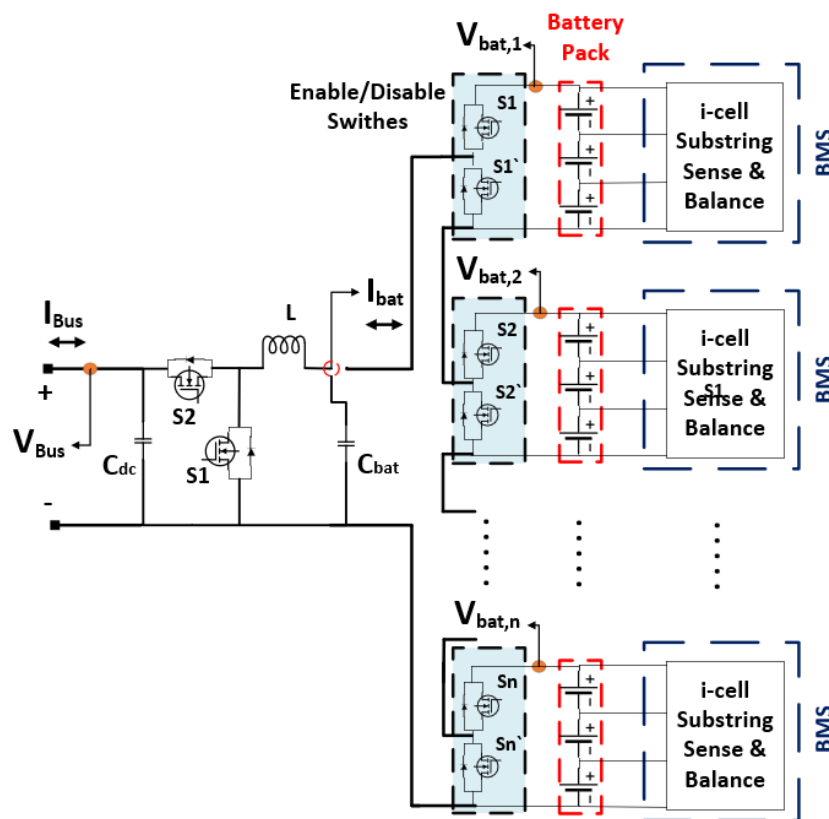 Battery
Pack
Vbat,1
Enable/Disable
Swithes
S1
S1`
+
-
+
-
+
-
i-cell
Substring
Sense &
Balance
BMS
Vbat,2
S2
S2`
+
-
+
-
+
-
i-cell
Substring
Sense &
S1
Balance
BMS
IBus
L
Ibat
+
VBus
S2
S1
Cdc
Cbat
-
Vbat,n
Sn
Sn`
+
-
+
-
+
-
i-cell
Substring
Sense &
Balance
BMS